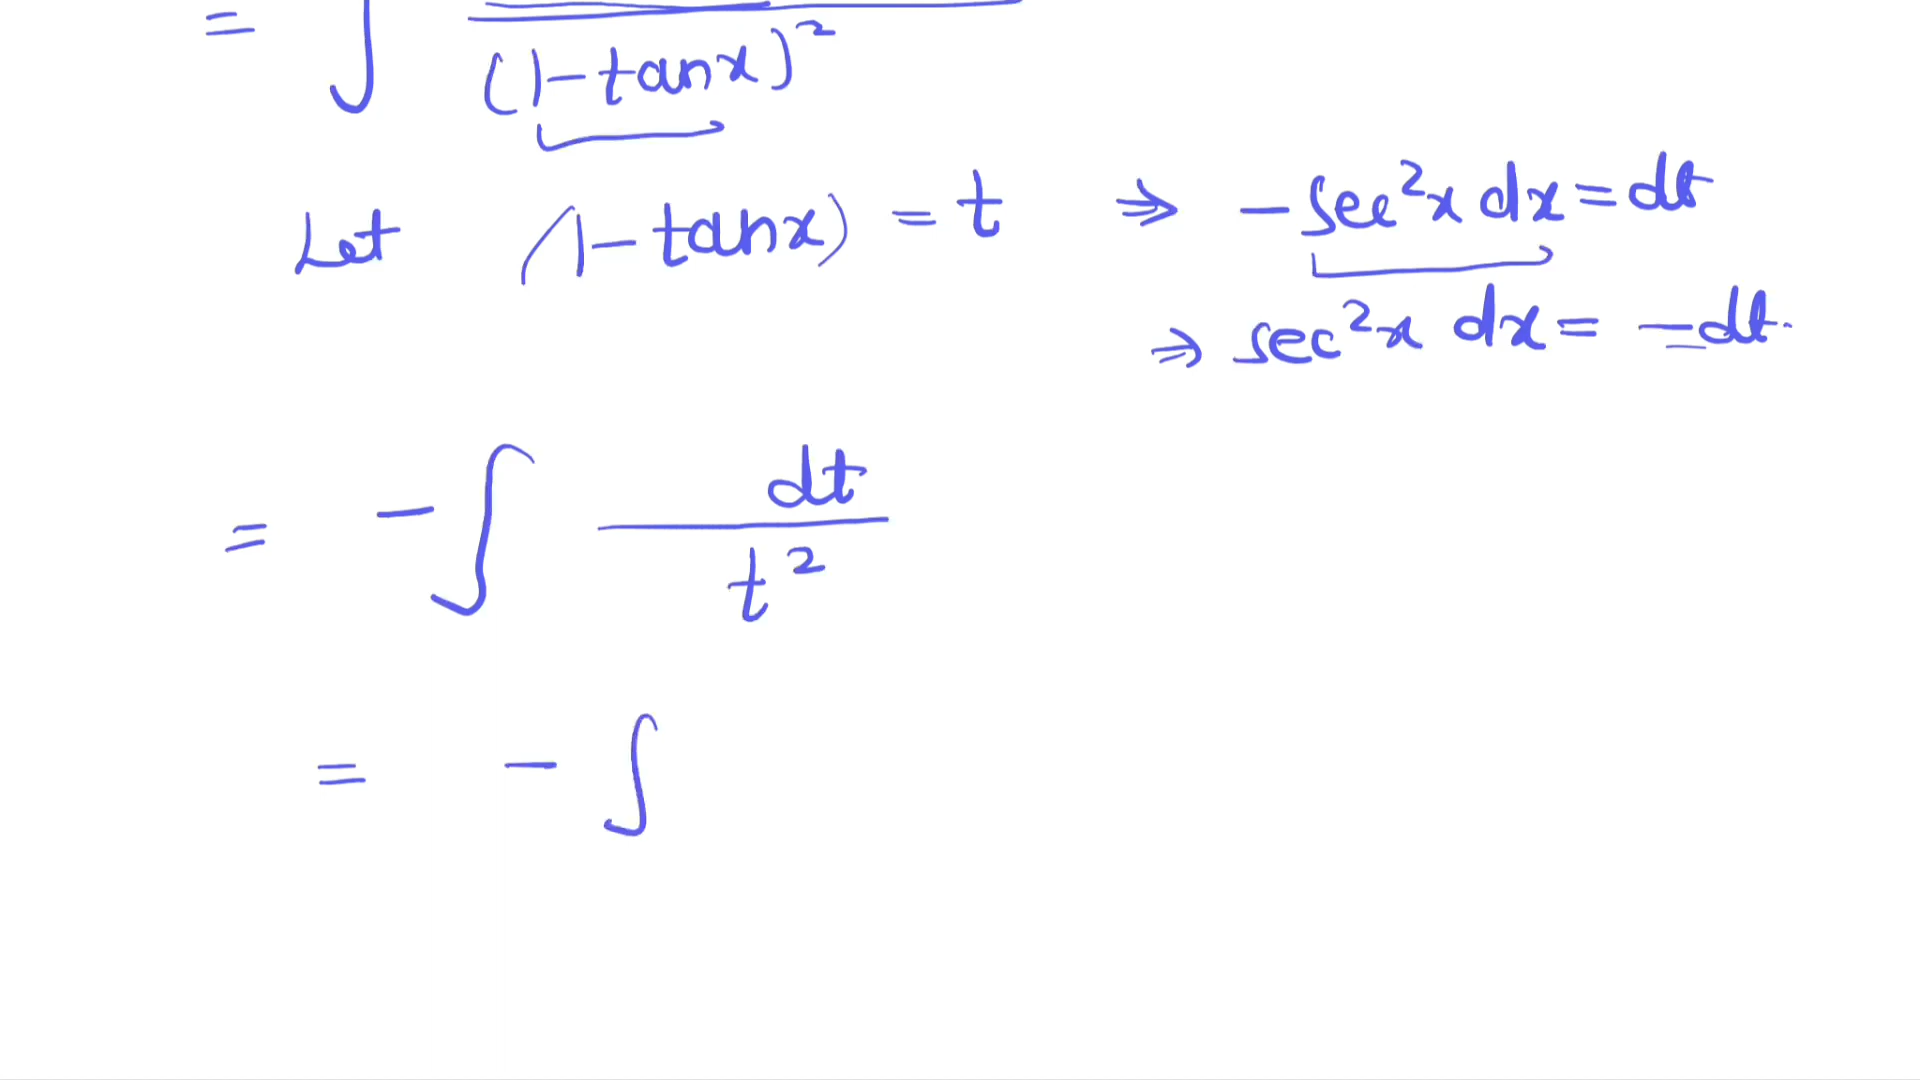 = ∫ (1-tanx)²
Let (1-tanx) = t ⇒ -sec²x dx = dt
⇒ sec²x dx = -dt.
= -∫ dt / t²
= -∫